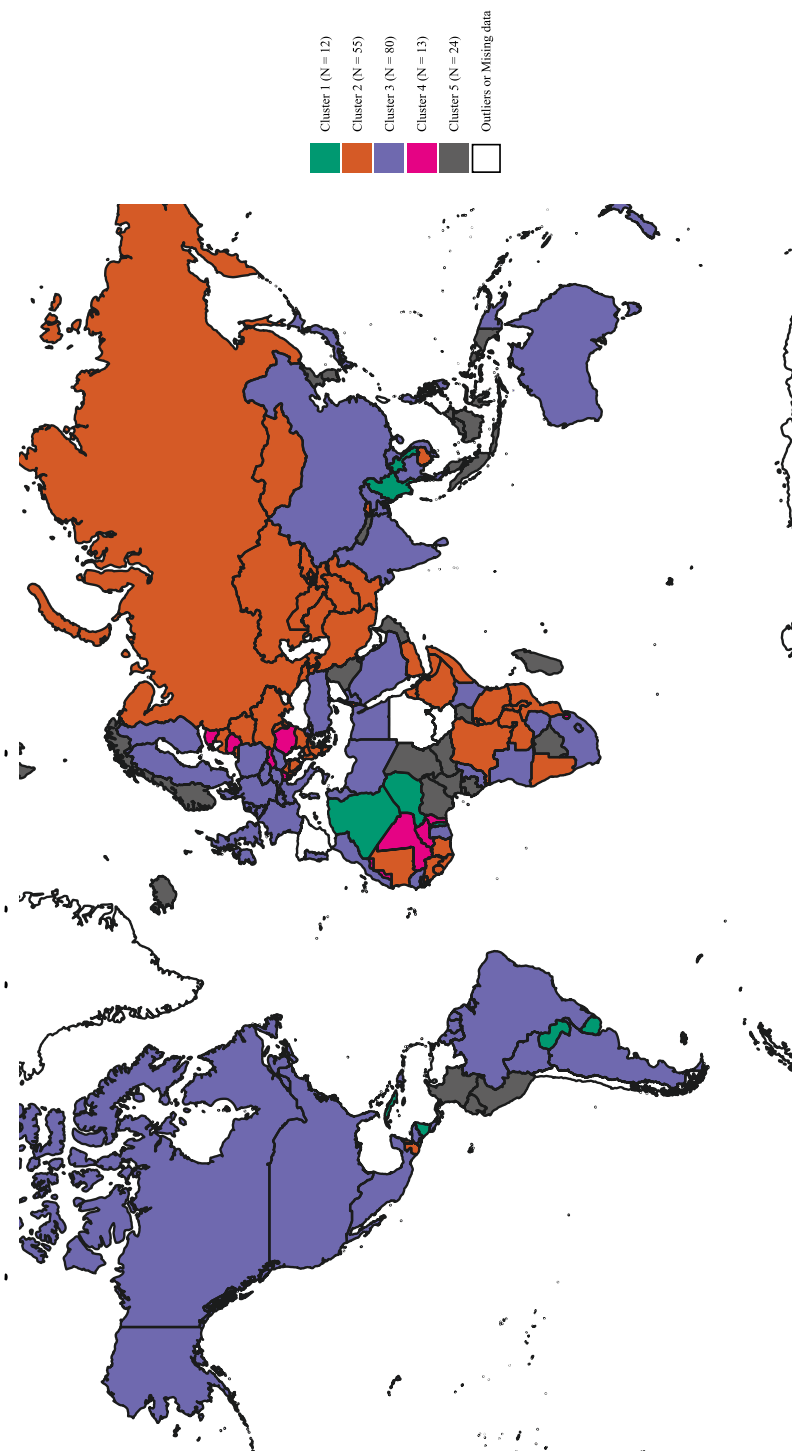 Cluster 1 (N = 12)
Cluster 2 (N = 55)
Cluster 3 (N = 80)
Cluster 4 (N = 13)
Cluster 5 (N = 24)
Outliers or Mising data